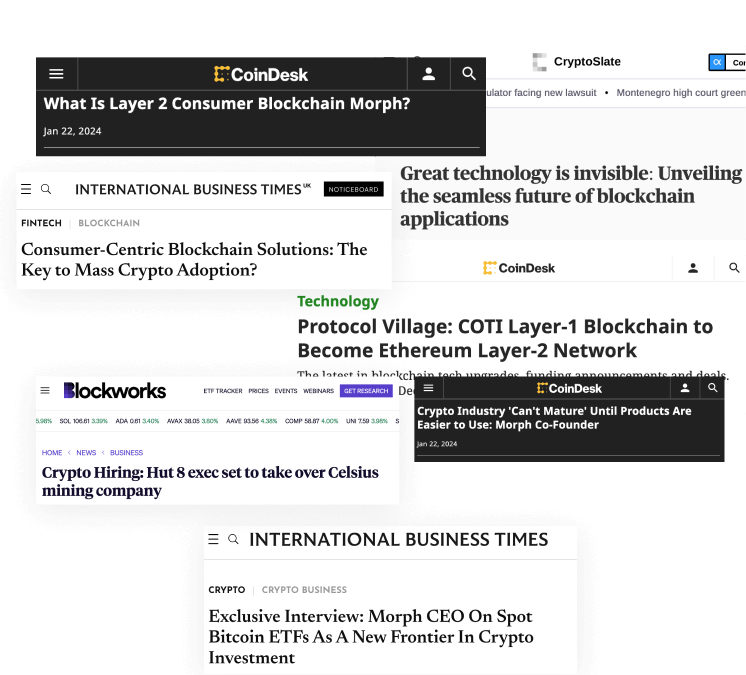 CoinDesk
What Is Layer 2 Consumer Blockchain Morph?
Jan 22, 2024
CryptoSlate
α
ulator facing new lawsuit • Montenegro high court green
Great technology is invisible: Unveiling
the seamless future of blockchain
applications
INTERNATIONAL BUSINESS TIMES UK
NOTICEBOARD
FINTECH | BLOCKCHAIN
Consumer-Centric Blockchain Solutions: The
Key to Mass Crypto Adoption?
CoinDesk
Technology
Protocol Village: COTI Layer-1 Blockchain to
Become Ethereum Layer-2 Network
The latest in blockchain tech upgrades, funding announcements and deals.
Blockworks
ETF TRACKER PRICES EVENTS WEBINARS GET RESEARCH
5.98% SOL 106.61 3.39% ADA 0.61 3.40% AVAX 38.05 3.80% AAVE 93.56 4.38% COMP 58.87 4.00% UNI 7.59 3.98% S
HOME < NEWS < BUSINESS
Crypto Hiring: Hut 8 exec set to take over Celsius
mining company
CoinDesk
Crypto Industry 'Can't Mature' Until Products Are
Easier to Use: Morph Co-Founder
Jan 22, 2024
INTERNATIONAL BUSINESS TIMES
CRYPTO | CRYPTO BUSINESS
Exclusive Interview: Morph CEO On Spot
Bitcoin ETFs As A New Frontier In Crypto
Investment